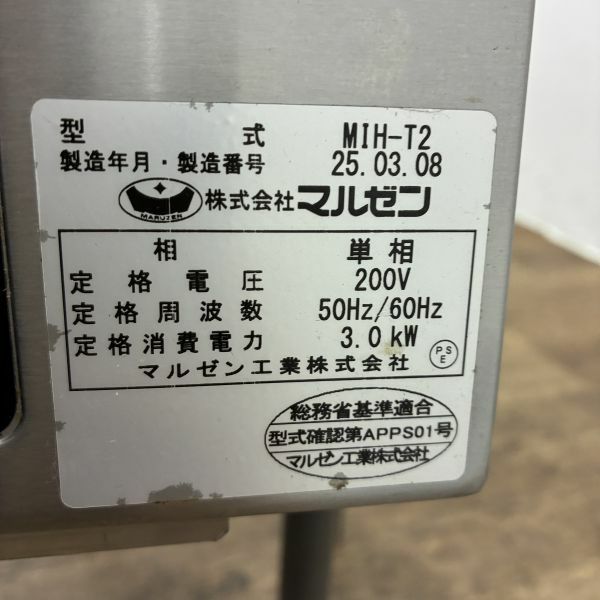 型式 MIH-T2
製造年月・製造番号 25.03.08
MARUZEN 株式会社マルゼン
相 単相
定格電圧 200V
定格周波数 50Hz/60Hz
定格消費電力 3.0kW
マルゼン工業株式会社 PSE
総務省基準適合
型式確認第APPS01号
マルゼン工業株式会社